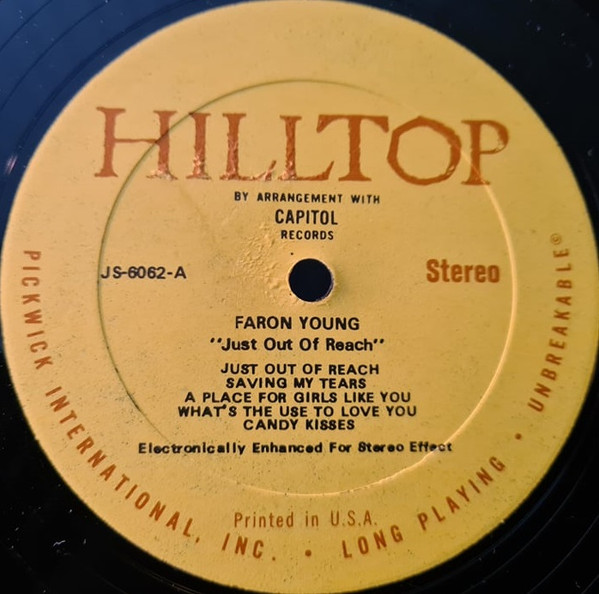 HILLTOP
BY ARRANGEMENT WITH
CAPITOL
RECORDS
JS-6062-A
Stereo
FARON YOUNG
"Just Out Of Reach"
JUST OUT OF REACH
SAVING MY TEARS
A PLACE FOR GIRLS LIKE YOU
WHAT'S THE USE TO LOVE YOU
CANDY KISSES
Electronically Enhanced For Stereo Effect
Printed in U.S.A.
PICKWICK INTERNATIONAL, INC. • LONG PLAYING • UNBREAKABLE©